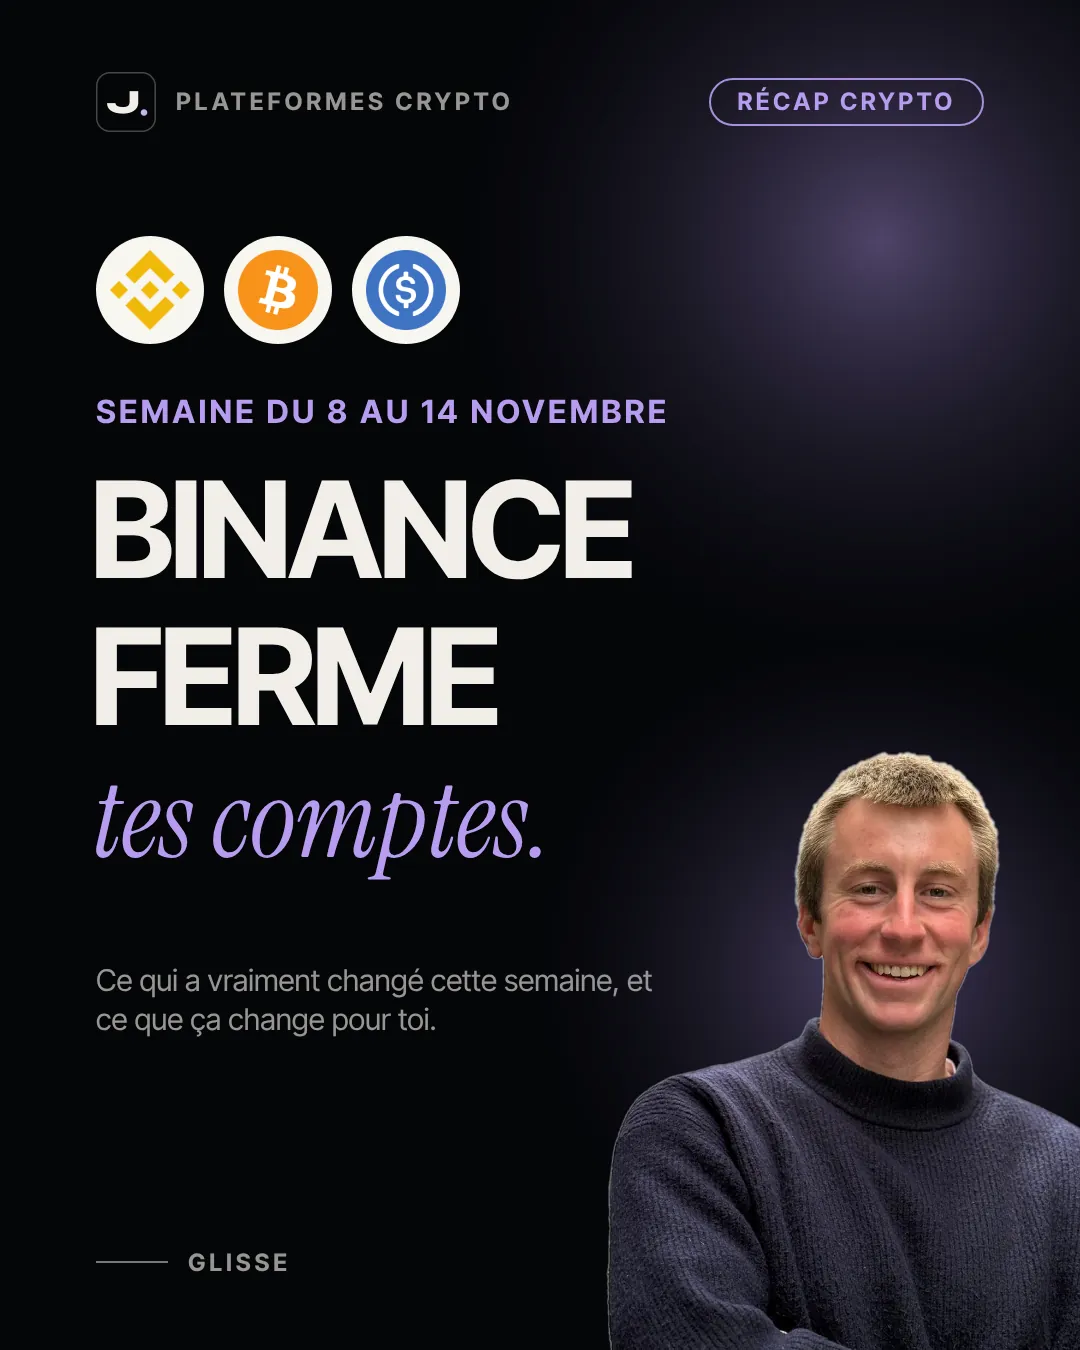 J.
PLATEFORMES CRYPTO
RÉCAP CRYPTO
SEMAINE DU 8 AU 14 NOVEMBRE
BINANCE
FERME
tes comptes.
Ce qui a vraiment changé cette semaine, et
ce que ça change pour toi.
GLISSE